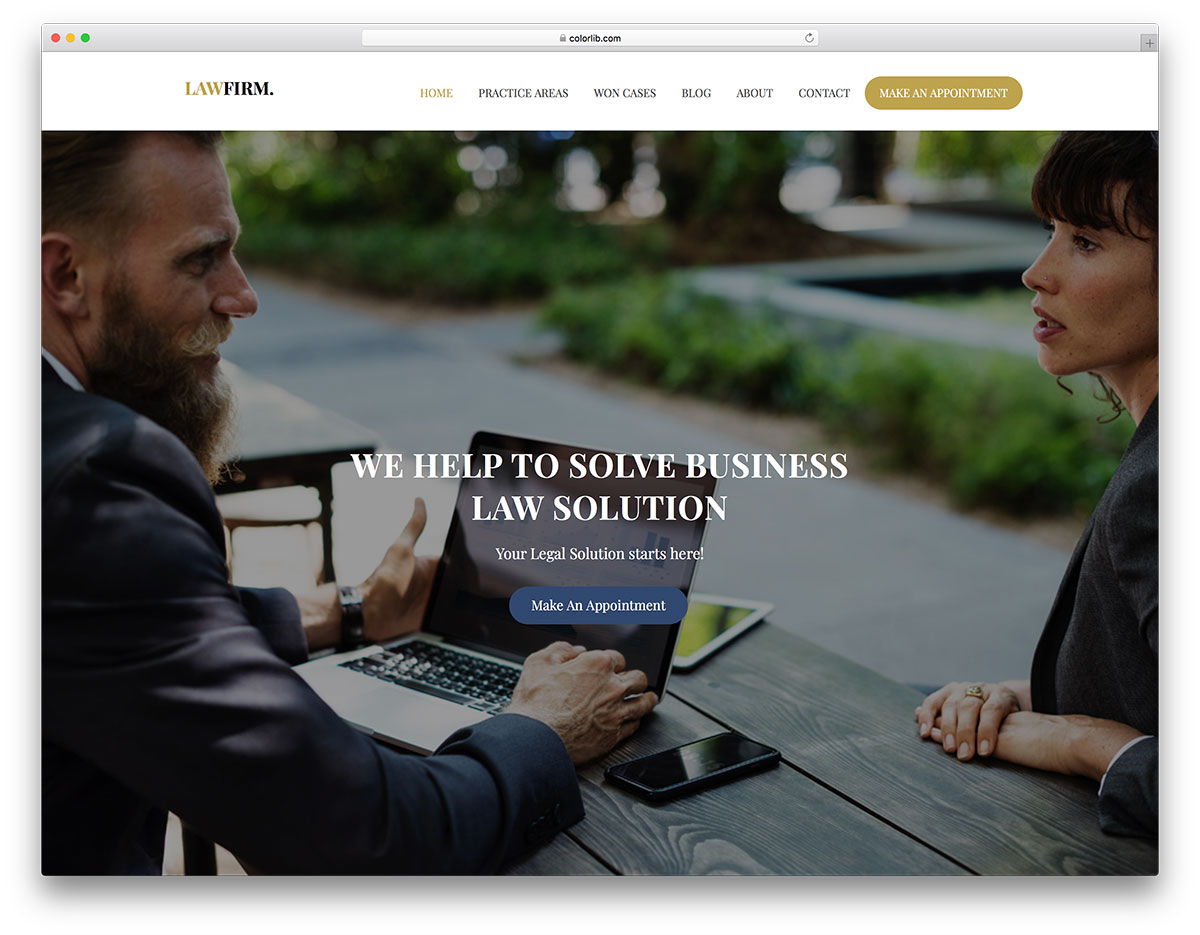 colorlib.com
LAWFIRM.
HOME PRACTICE AREAS WON CASES BLOG ABOUT CONTACT MAKE AN APPOINTMENT
WE HELP TO SOLVE BUSINESS
LAW SOLUTION
Your Legal Solution starts here!
Make An Appointment